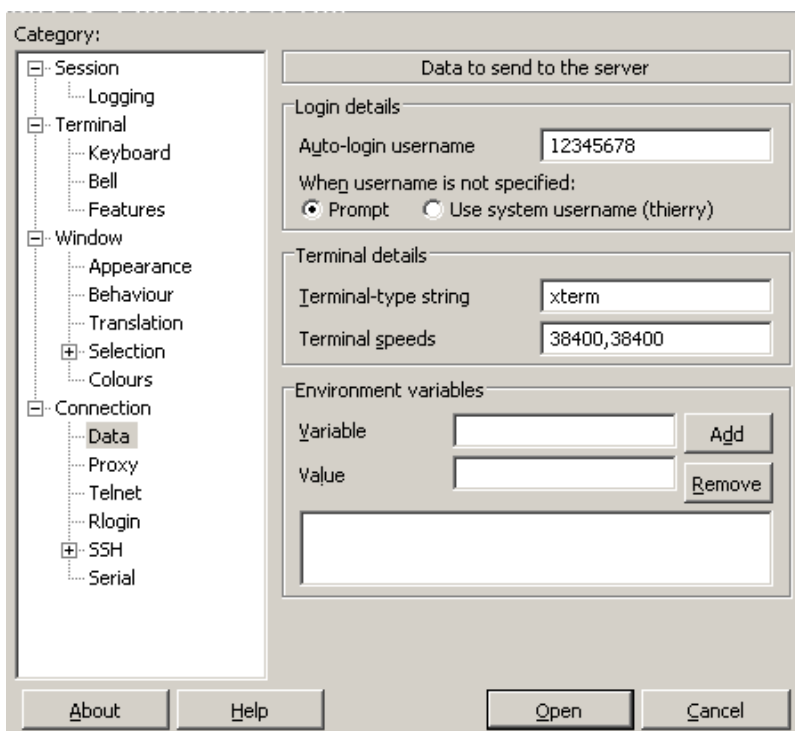 Category:
Session
Logging
Terminal
Keyboard
Bell
Features
Window
Appearance
Behaviour
Translation
Selection
Colours
Connection
Data
Proxy
Telnet
Rlogin
SSH
Serial
Data to send to the server
Login details
Auto-login username 12345678
When username is not specified:
Prompt Use system username (thierry)
Terminal details
Terminal-type string xterm
Terminal speeds 38400,38400
Environment variables
Variable Add
Value Remove
About Help Open Cancel